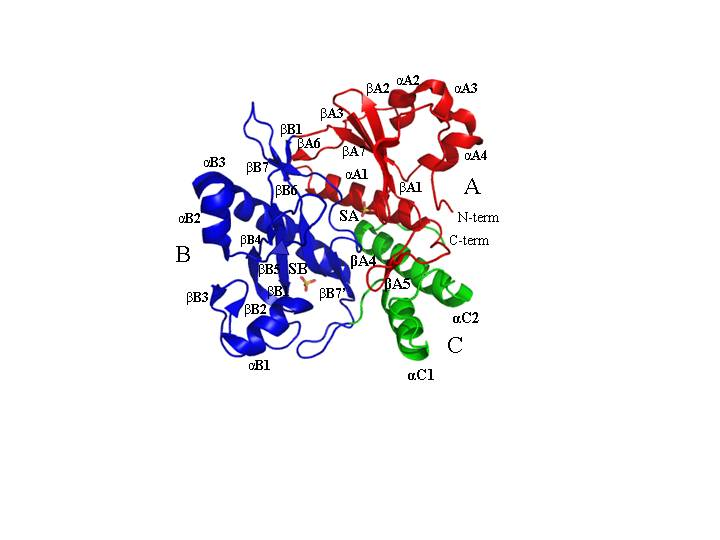 βA2
αA2
αA3
βA3
βB1
βA6
βA7
αA4
αB3
βB7
αA1
βB6
βA1
A
αB2
SA
N-term
βB4
C-term
B
βB5
SB
βA4
βB3
βB1
βB7’
βA5
βB2
αC2
C
αB1
αC1